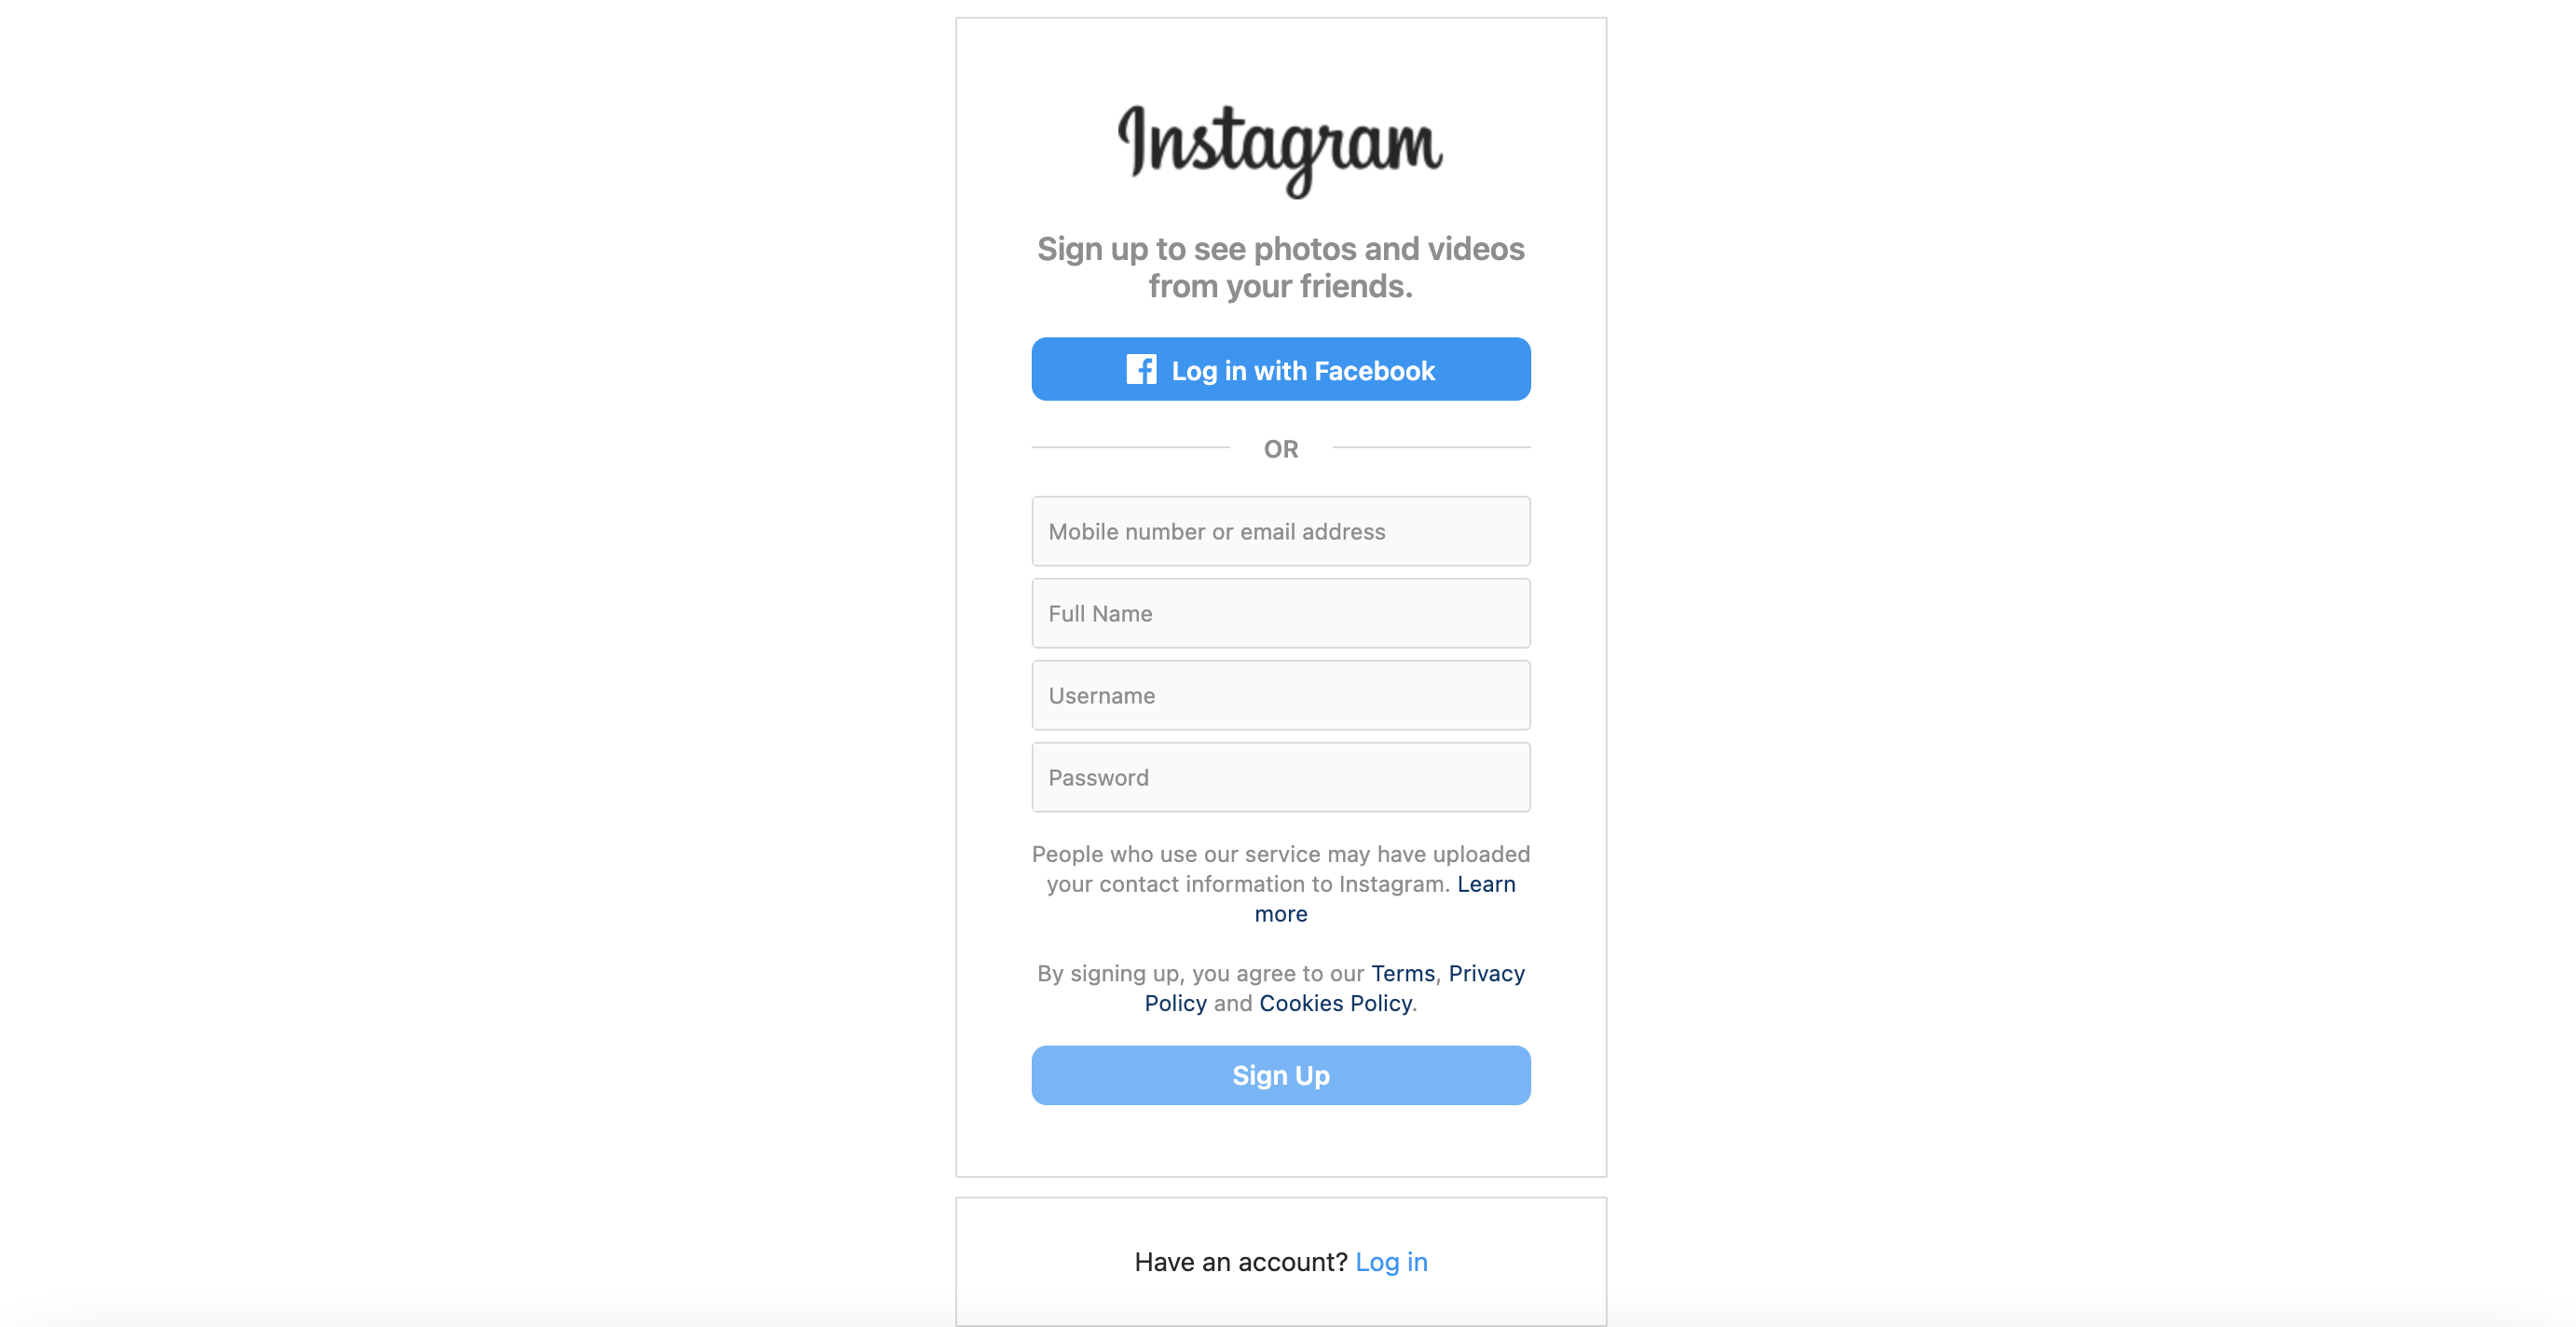 Instagram
Sign up to see photos and videos
from your friends.
Log in with Facebook
OR
Mobile number or email address
Full Name
Username
Password
People who use our service may have uploaded
your contact information to Instagram. Learn
more
By signing up, you agree to our Terms, Privacy
Policy and Cookies Policy.
Sign Up
Have an account? Log in